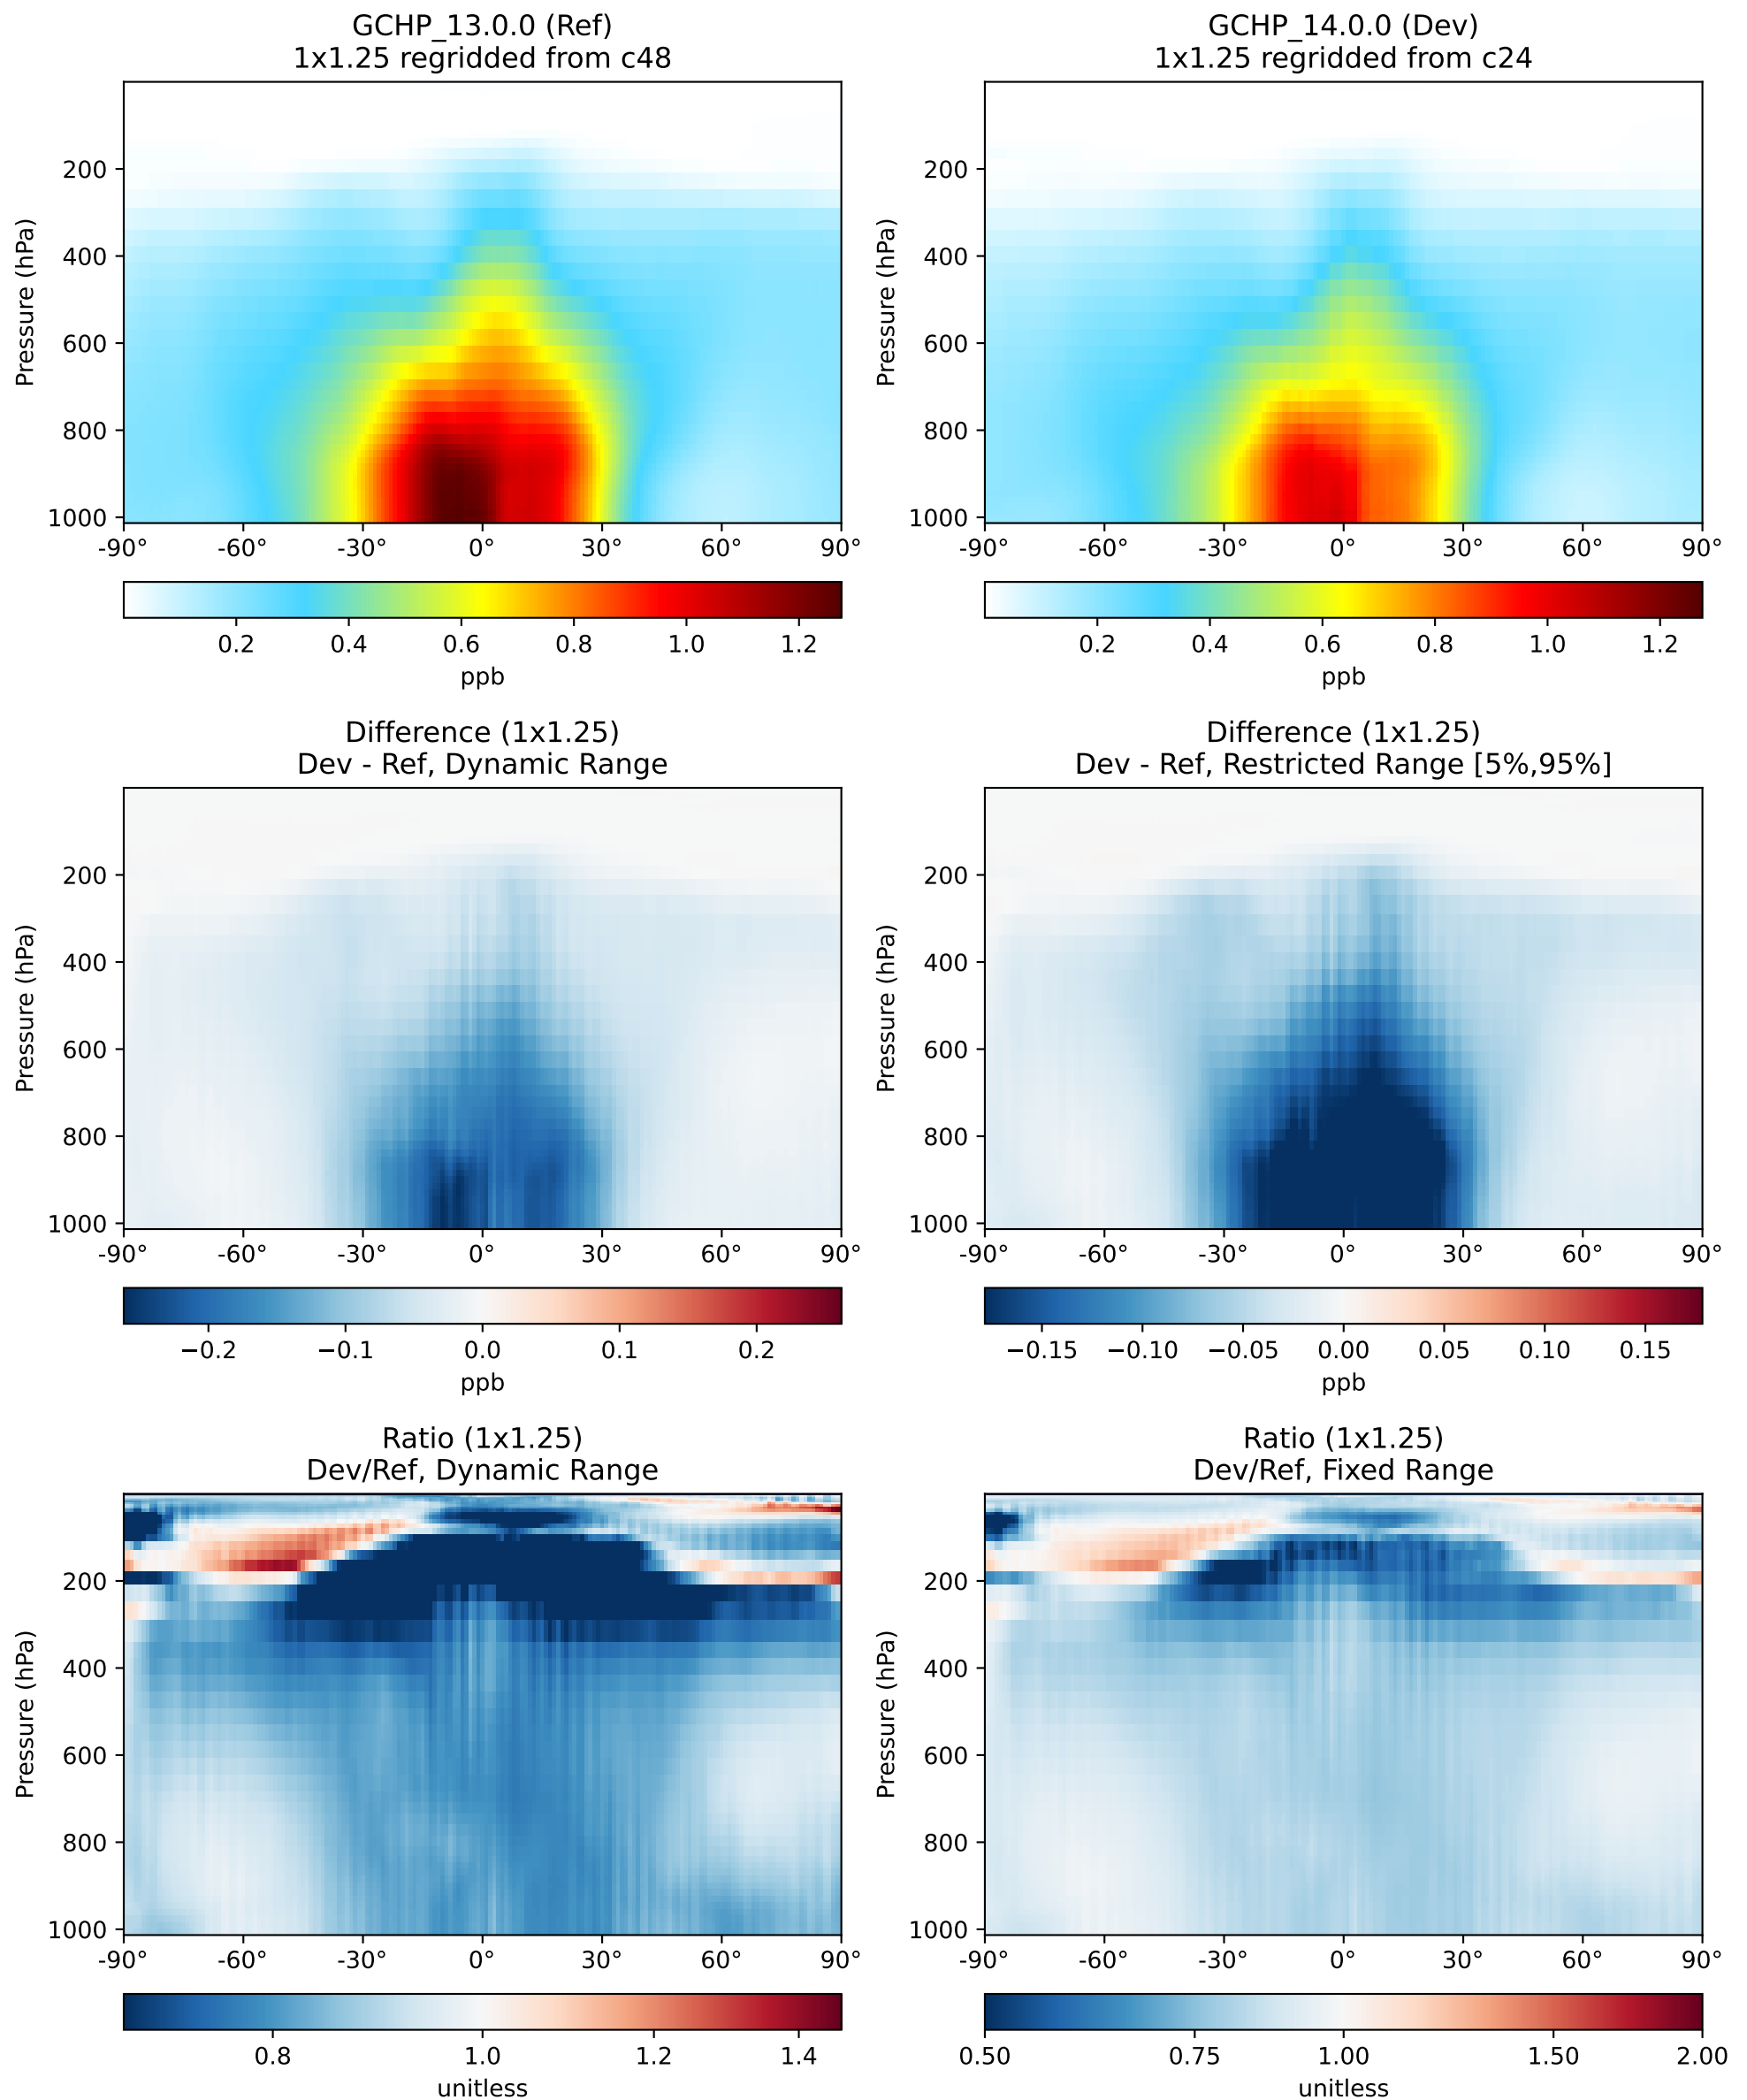 GCHP_13.0.0 (Ref)
1x1.25 regridded from c48
Pressure (hPa)
200
400
600
800
1000
-90° -60° -30° 0° 30° 60° 90°
0.2 0.4 0.6 0.8 1.0 1.2
ppb
GCHP_14.0.0 (Dev)
1x1.25 regridded from c24
Pressure (hPa)
200
400
600
800
1000
-90° -60° -30° 0° 30° 60° 90°
0.2 0.4 0.6 0.8 1.0 1.2
ppb
Difference (1x1.25)
Dev - Ref, Dynamic Range
Pressure (hPa)
200
400
600
800
1000
-90° -60° -30° 0° 30° 60° 90°
−0.2 −0.1 0.0 0.1 0.2
ppb
Difference (1x1.25)
Dev - Ref, Restricted Range [5%,95%]
Pressure (hPa)
200
400
600
800
1000
-90° -60° -30° 0° 30° 60° 90°
−0.15 −0.10 −0.05 0.00 0.05 0.10 0.15
ppb
Ratio (1x1.25)
Dev/Ref, Dynamic Range
Pressure (hPa)
200
400
600
800
1000
-90° -60° -30° 0° 30° 60° 90°
0.8 1.0 1.2 1.4
unitless
Ratio (1x1.25)
Dev/Ref, Fixed Range
Pressure (hPa)
200
400
600
800
1000
-90° -60° -30° 0° 30° 60° 90°
0.50 0.75 1.00 1.50 2.00
unitless